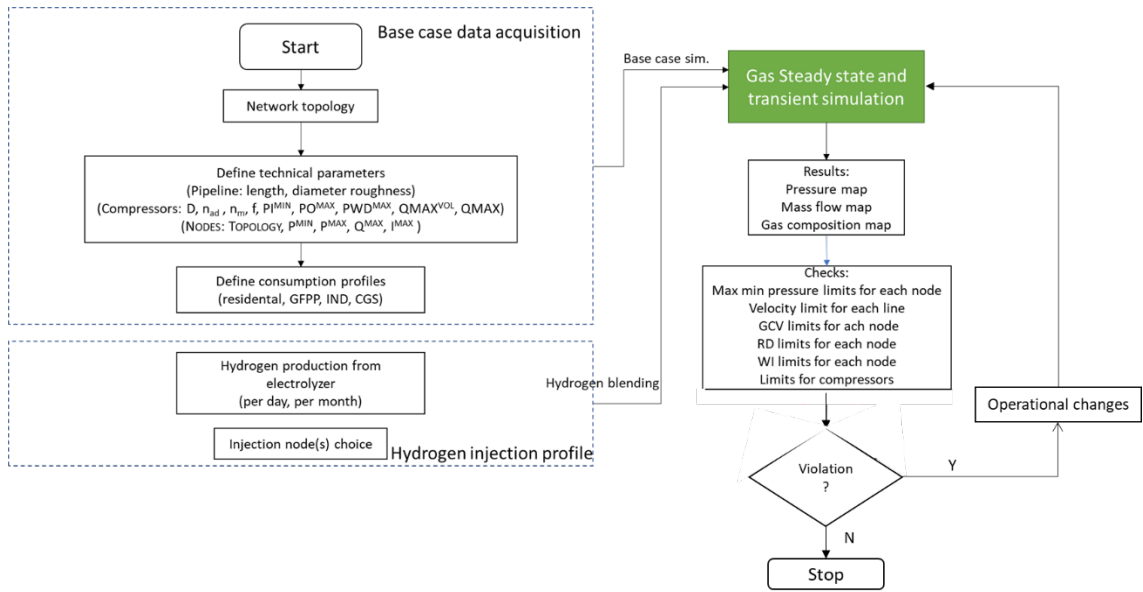 Base case data acquisition
Start
Network topology
Define technical parameters
(Pipeline: length, diameter roughness)
(Compressors: D, nad , nm, f, PIMIN, POMAX, PWDMAX, QMAXVOL, QMAX)
(NODES: TOPOLOGY, PMIN, PMAX, QMAX, IMAX )
Define consumption profiles
(residental, GFPP, IND, CGS)
Hydrogen production from
electrolyzer
(per day, per month)
Injection node(s) choice
Hydrogen injection profile
Base case sim.
Hydrogen blending
Gas Steady state and
transient simulation
Results:
Pressure map
Mass flow map
Gas composition map
Checks:
Max min pressure limits for each node
Velocity limit for each line
GCV limits for ach node
RD limits for each node
WI limits for each node
Limits for compressors
Operational changes
Violation
?
Y
N
Stop